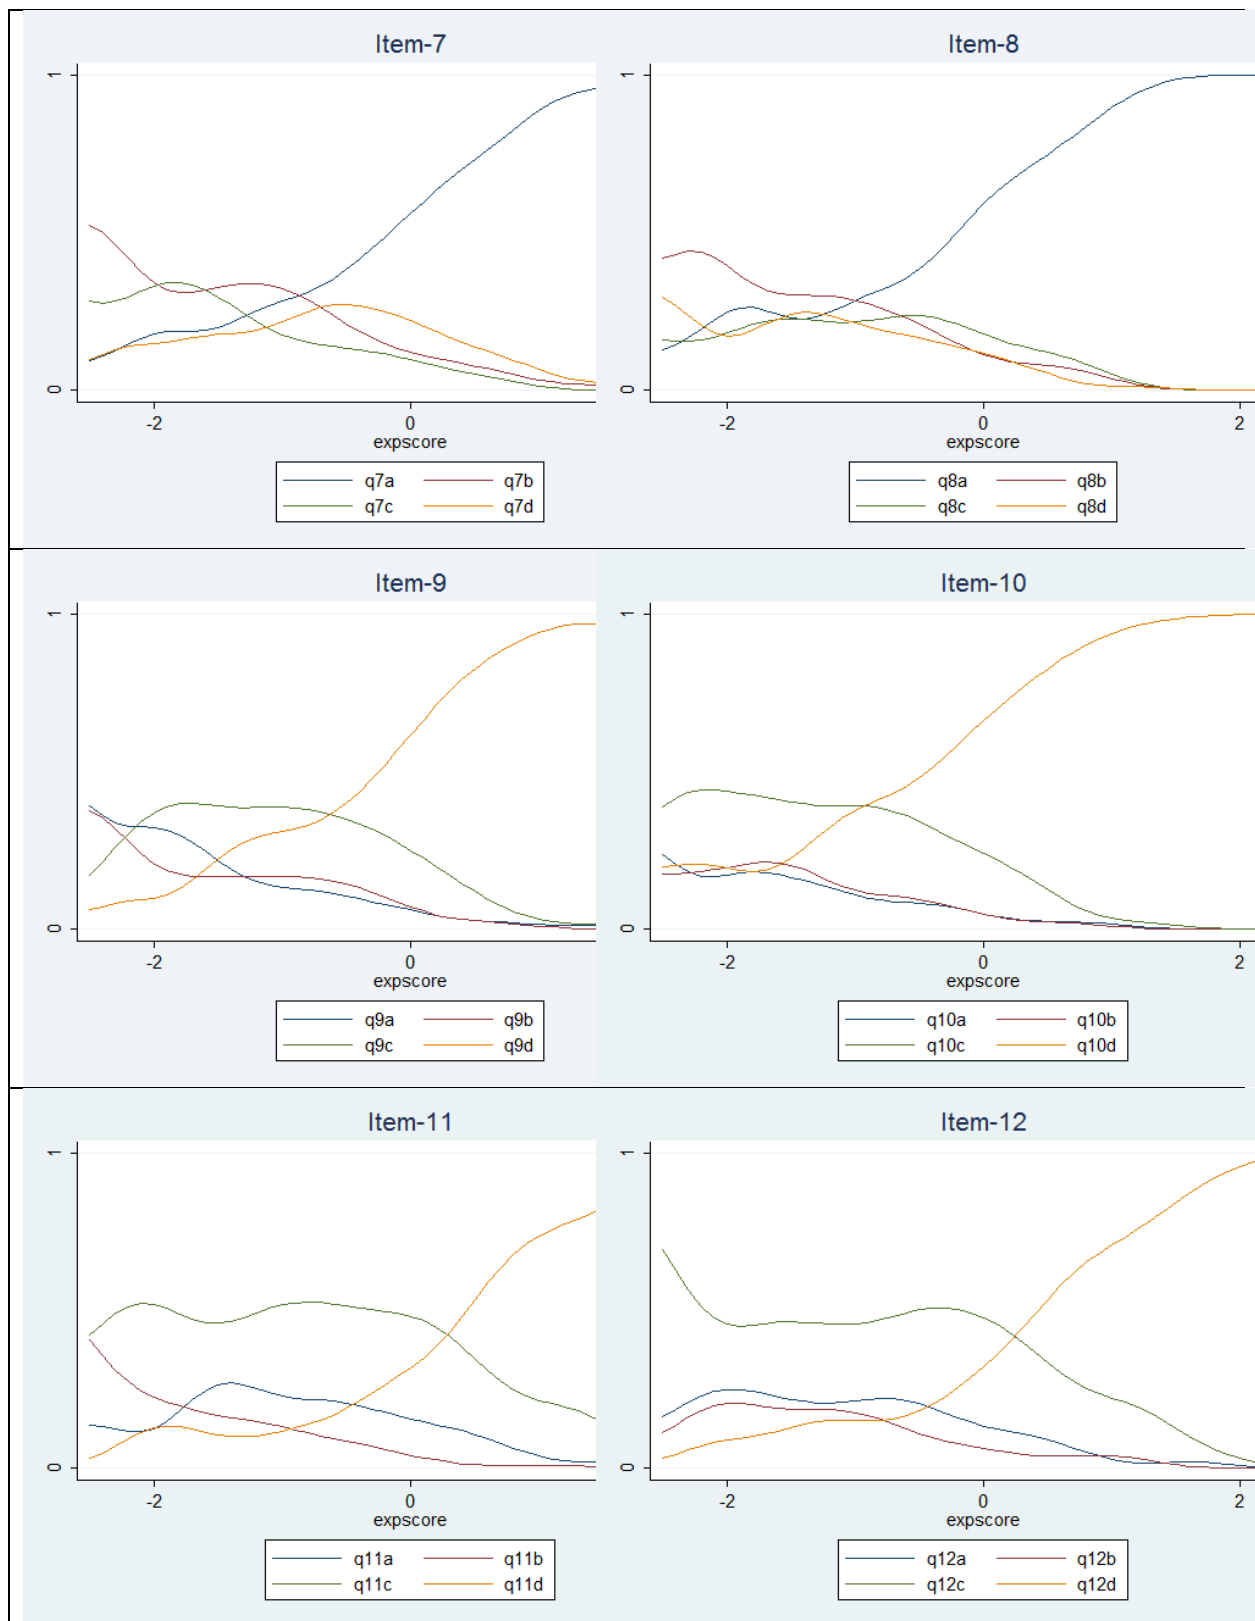 Item-7
1
0
-2 0
expscore
q7a q7b
q7c q7d
Item-8
1
0
-2 0 2
expscore
q8a q8b
q8c q8d
Item-9
1
0
-2 0
expscore
q9a q9b
q9c q9d
Item-10
1
0
-2 0 2
expscore
q10a q10b
q10c q10d
Item-11
1
0
-2 0
expscore
q11a q11b
q11c q11d
Item-12
1
0
-2 0 2
expscore
q12a q12b
q12c q12d